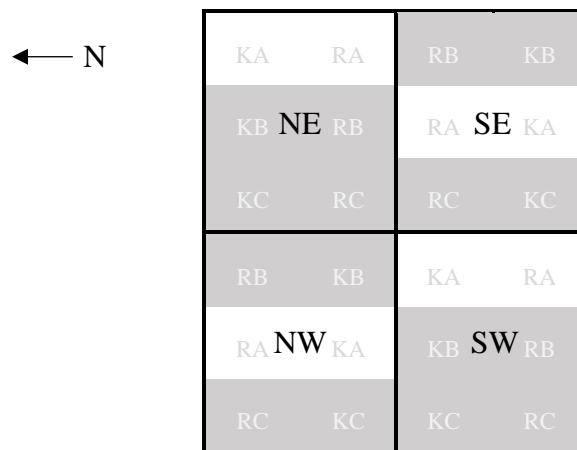 N
KA RA RB KB
KB NE RB RA SE KA
KC RC RC KC
RB KB KA RA
RA NW KA KB SW RB
RC KC KC RC